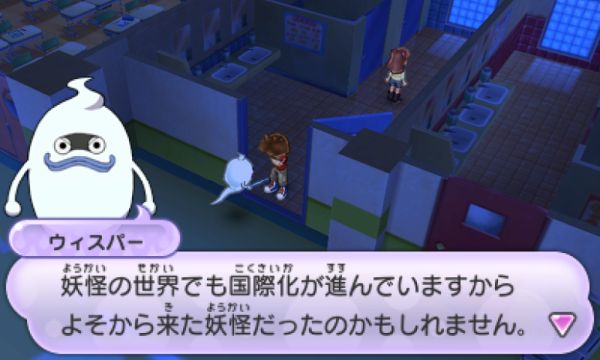 ウィスパー
妖怪の世界でも国際化が進んでいますから
よそから来た妖怪だったのかもしれません。